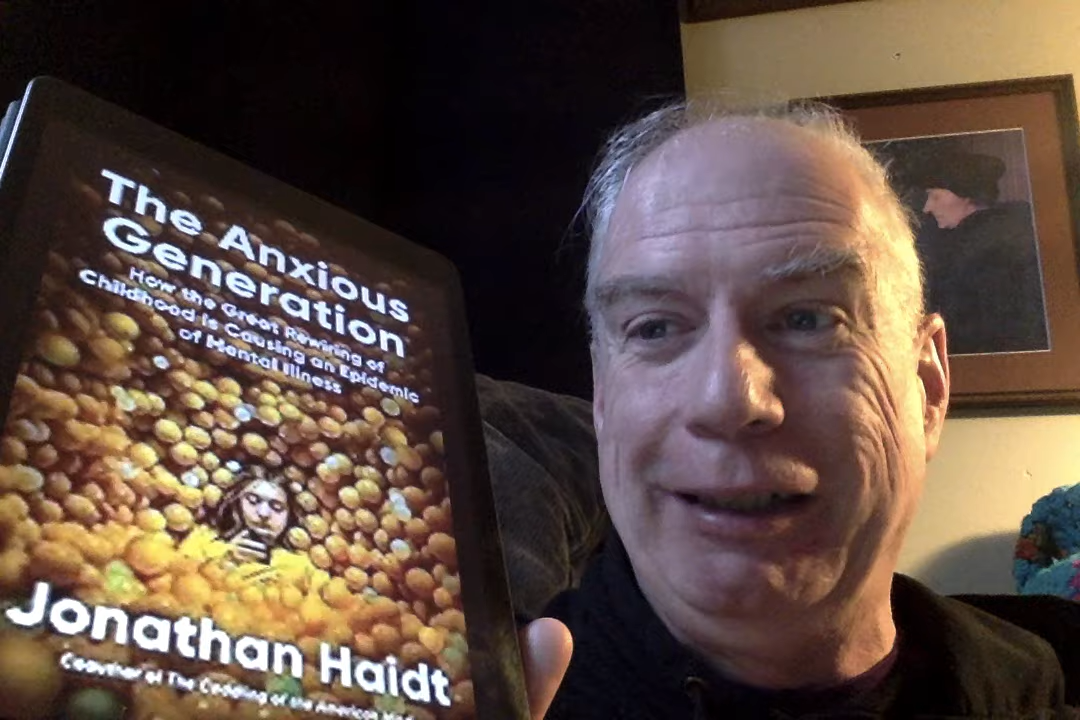 The Anxious
Generation
How the Great Rewiring of
Childhood Is Causing an Epidemic
of Mental Illness
Jonathan Haidt
Coauthor of The Coddling of the American Mind